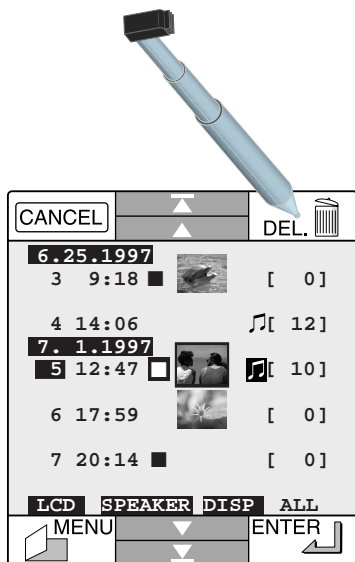 CANCEL DEL.
6.25.1997
3 9:18 [ 0]
4 14:06 [ 12]
7. 1.1997
5 12:47 [ 10]
6 17:59 [ 0]
7 20:14 [ 0]
LCD SPEAKER DISP ALL
MENU ENTER